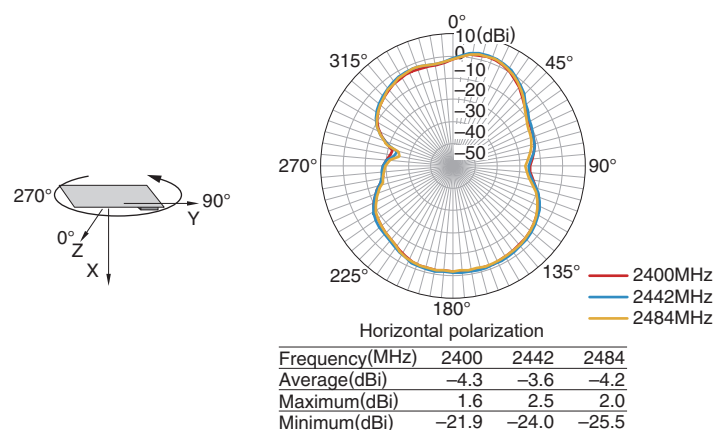 0°
10(dBi)
0
–10
–20
–30
–40
–50
315°
45°
270°
90°
225°
135°
180°
270°
90°
Y
0°
Z
X
2400MHz
2442MHz
2484MHz
Horizontal polarization
Frequency(MHz) 2400 2442 2484
Average(dBi) –4.3 –3.6 –4.2
Maximum(dBi) 1.6 2.5 2.0
Minimum(dBi) –21.9 –24.0 –25.5